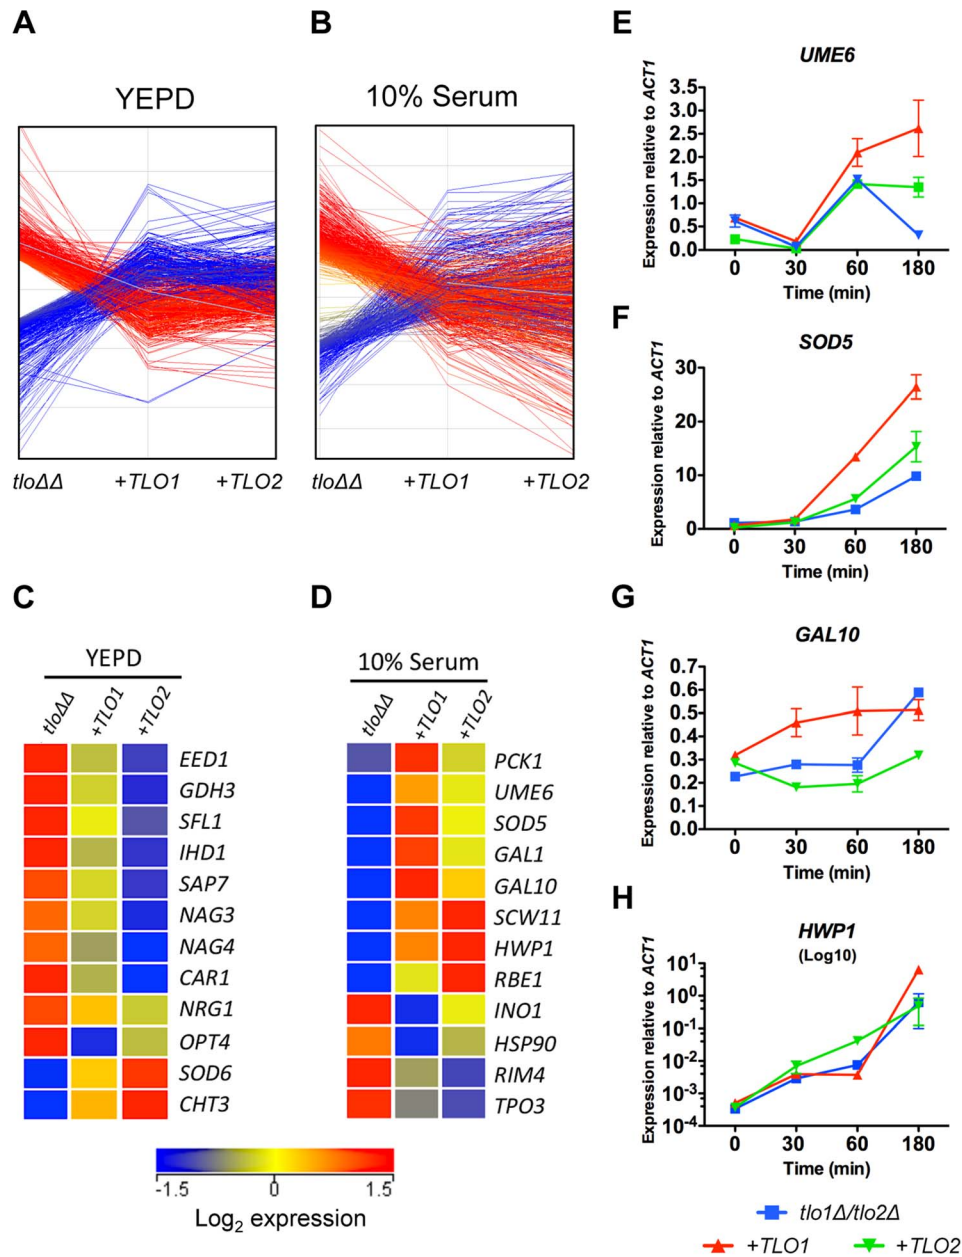 A
B
YEPD
10% Serum
tloΔΔ
+TLO1
+TLO2
tloΔΔ
+TLO1
+TLO2
C
D
YEPD
10% Serum
tloΔΔ
+TLO1
+TLO2
tloΔΔ
+TLO1
+TLO2
EED1
GDH3
SFL1
IHD1
SAP7
NAG3
NAG4
CAR1
NRG1
OPT4
SOD6
CHT3
PCK1
UME6
SOD5
GAL1
GAL10
SCW11
HWP1
RBE1
INO1
HSP90
RIM4
TPO3
-1.5 0 1.5
Log2 expression
E
UME6
Expression relative to ACT1
3.5
3.0
2.5
2.0
1.5
1.0
0.5
0.0
0 30 60 180
Time (min)
F
SOD5
Expression relative to ACT1
30
20
10
0
0 30 60 180
Time (min)
G
GAL10
Expression relative to ACT1
0.7
0.6
0.5
0.4
0.3
0.2
0.1
0.0
0 30 60 180
Time (min)
H
HWP1
(Log10)
Expression relative to ACT1
10^1
10^0
10^-1
10^-2
10^-3
10^-4
0 30 60 180
Time (min)
tlo1Δ/tlo2Δ
+TLO1 +TLO2